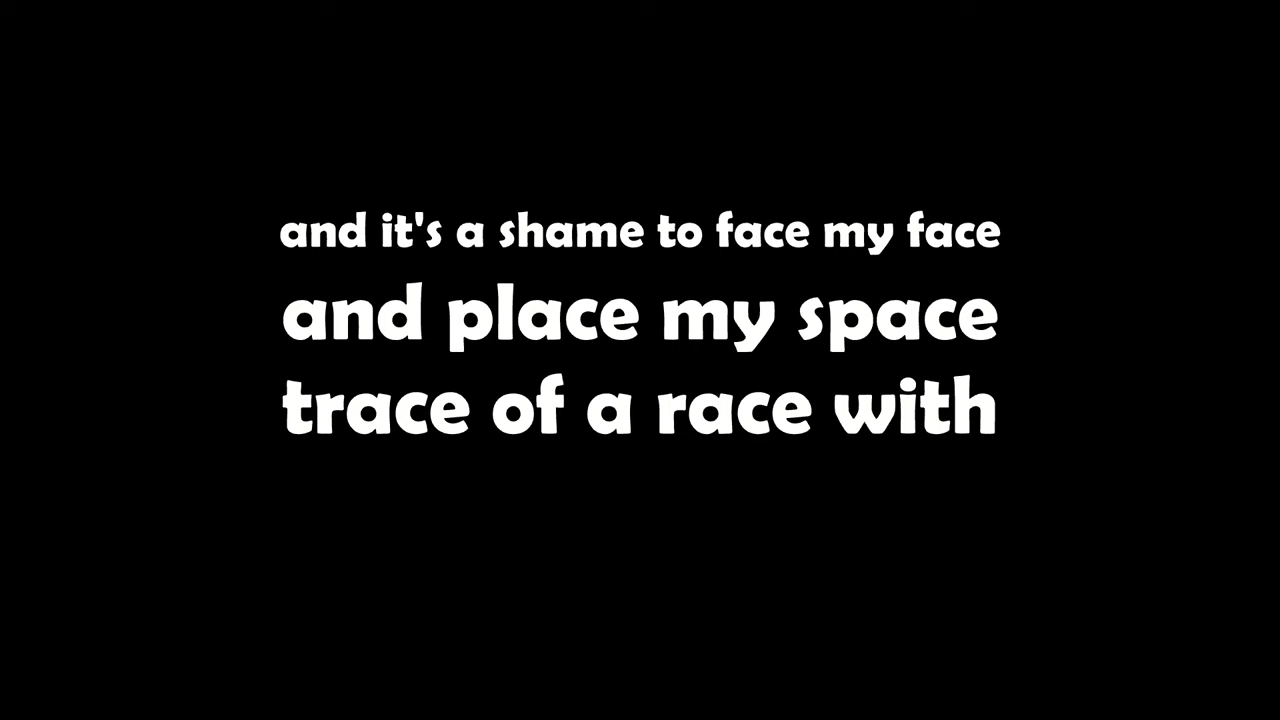 and it's a shame to face my face
and place my space
trace of a race with